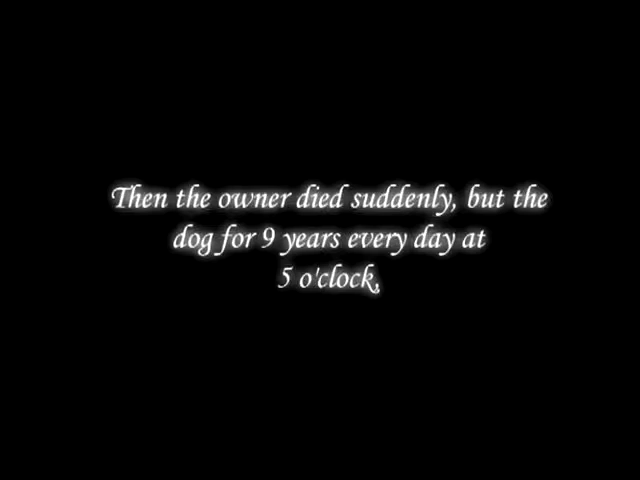 Then the owner died suddenly, but the
dog for 9 years every day at
5 o'clock,